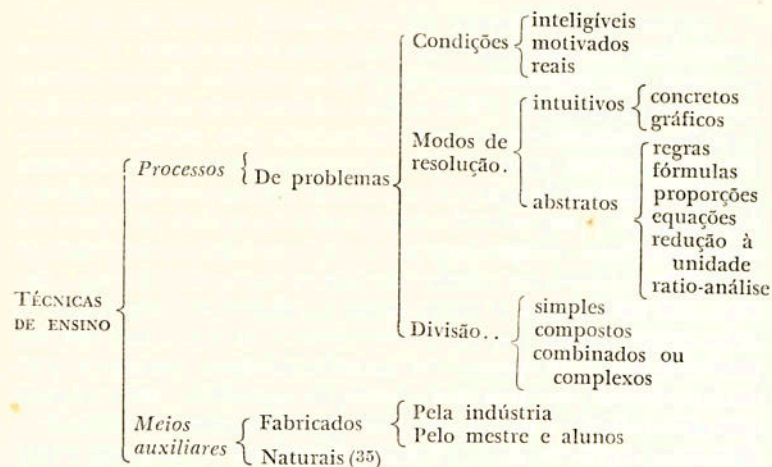 inteligíveis
Condições motivados
reais
intuitivos concretos
gráficos
Modos de
resolução.
regras
fórmulas
proporções
abstratos equações
redução à
unidade
ratio-análise
Processos De problemas
simples
Divisão.. compostos
combinados ou
complexos
TÉCNICAS
DE ENSINO
Meios
auxiliares
Fabricados Pela indústria
Pelo mestre e alunos
Naturais (35)